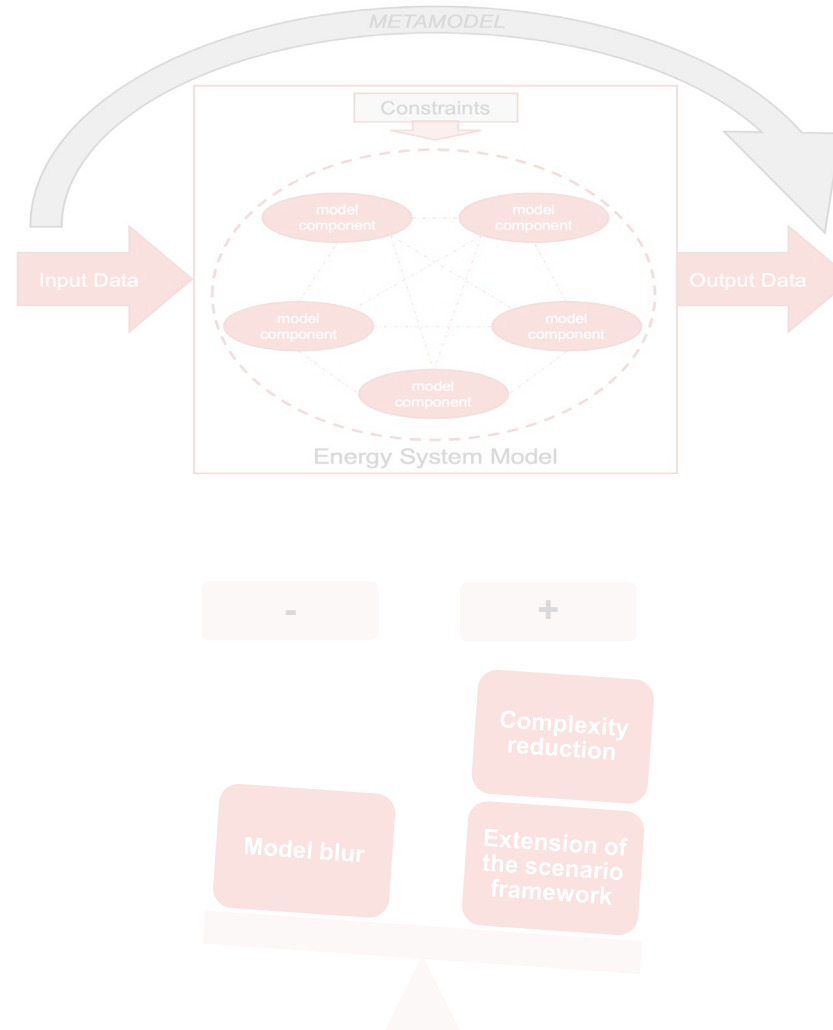 METAMODEL
Constraints
model
component
model
component
Input Data
Output Data
model
component
model
component
model
component
Energy System Model
-
+
Complexity
reduction
Model blur
Extension of
the scenario
framework